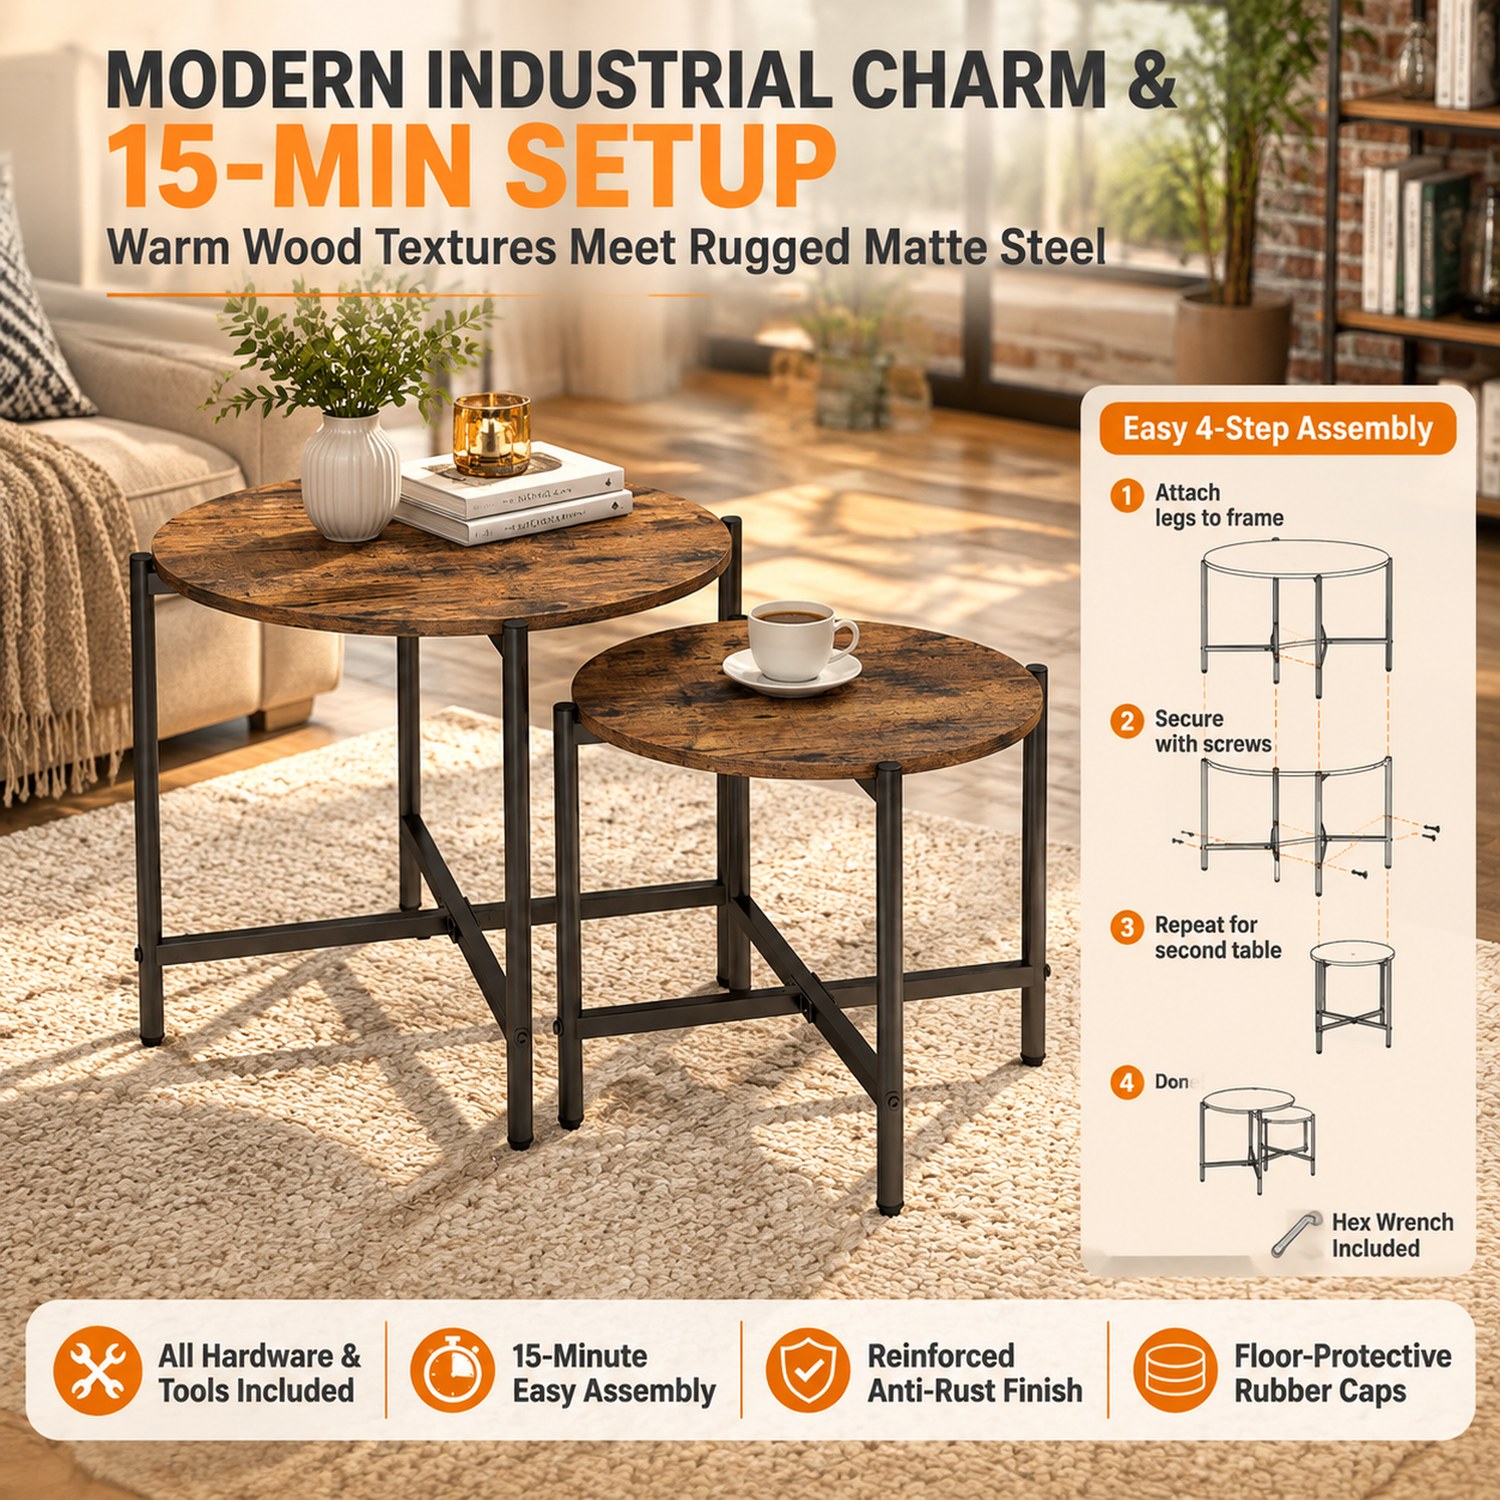 MODERN INDUSTRIAL CHARM &
15-MIN SETUP
Warm Wood Textures Meet Rugged Matte Steel
Easy 4-Step Assembly
1 Attach
legs to frame
2 Secure
with screws
3 Repeat for
second table
4 Done
Hex Wrench
Included
All Hardware &
Tools Included
15-Minute
Easy Assembly
Reinforced
Anti-Rust Finish
Floor-Protective
Rubber Caps